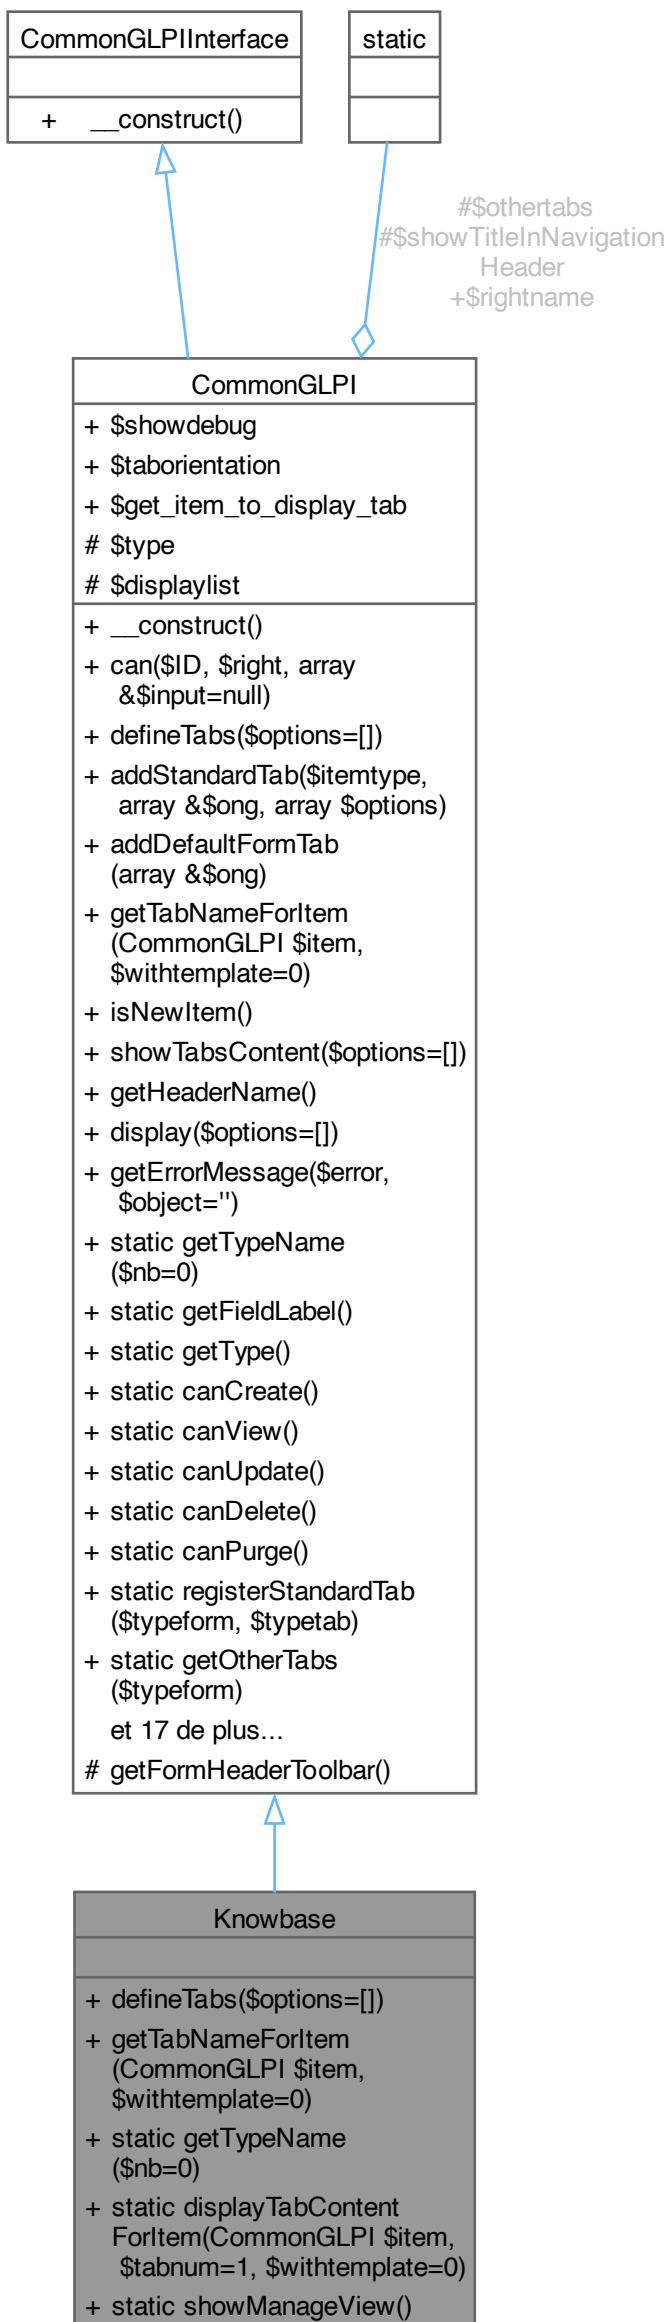 CommonGLPIInterface
static
+ __construct()
#$othertabs
#$showTitleInNavigation
Header
+$rightname
CommonGLPI
+ $showdebug
+ $taborientation
+ $get_item_to_display_tab
# $type
# $displaylist
+ __construct()
+ can($ID, $right, array
&$input=null)
+ defineTabs($options=[])
+ addStandardTab($itemtype,
array &$ong, array $options)
+ addDefaultFormTab
(array &$ong)
+ getTabNameForItem
(CommonGLPI $item,
$withtemplate=0)
+ isNewItem()
+ showTabsContent($options=[])
+ getHeaderName()
+ display($options=[])
+ getErrorMessage($error,
$object='')
+ static getTypeName
($nb=0)
+ static getFieldLabel()
+ static getType()
+ static canCreate()
+ static canView()
+ static canUpdate()
+ static canDelete()
+ static canPurge()
+ static registerStandardTab
($typeform, $typetab)
+ static getOtherTabs
($typeform)
et 17 de plus...
# getFormHeaderToolbar()
Knowbase
+ defineTabs($options=[])
+ getTabNameForItem
(CommonGLPI $item,
$withtemplate=0)
+ static getTypeName
($nb=0)
+ static displayTabContent
ForItem(CommonGLPI $item,
$tabnum=1, $withtemplate=0)
+ static showManageView()